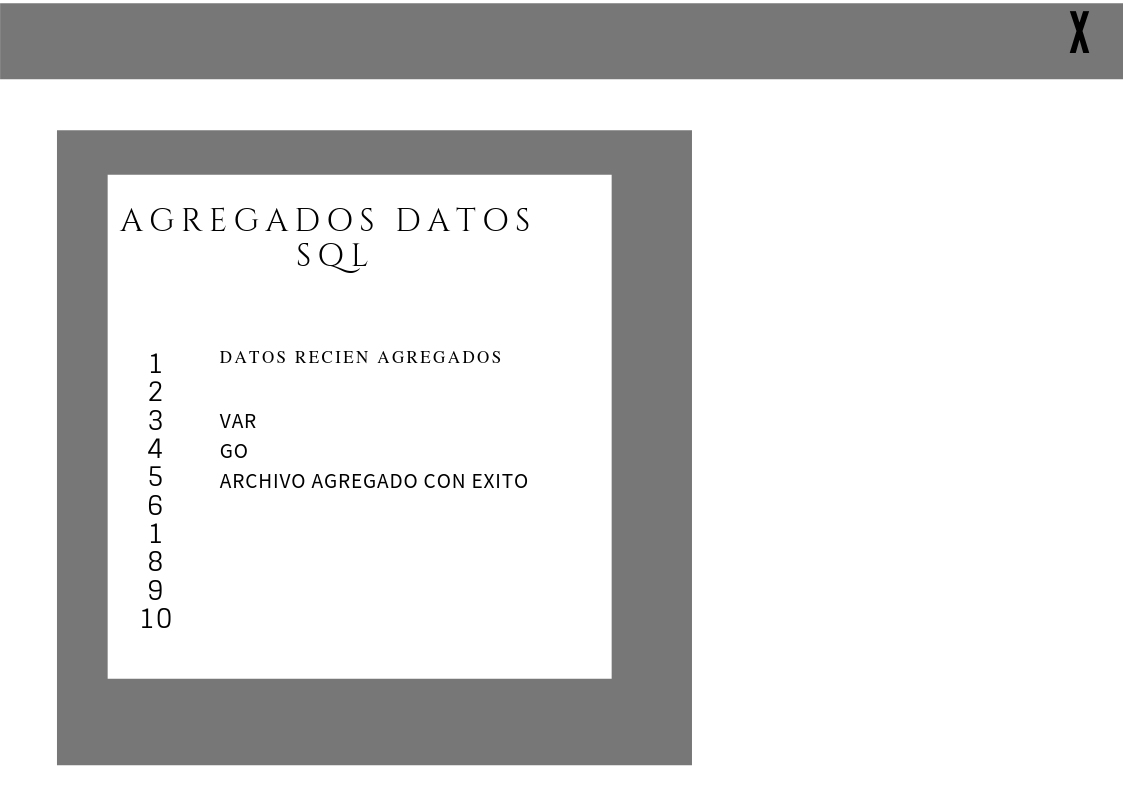 X
AGREGADOS DATOS
SQL
1 DATOS RECIEN AGREGADOS
2
3 VAR
4 GO
5 ARCHIVO AGREGADO CON EXITO
6
1
8
9
10